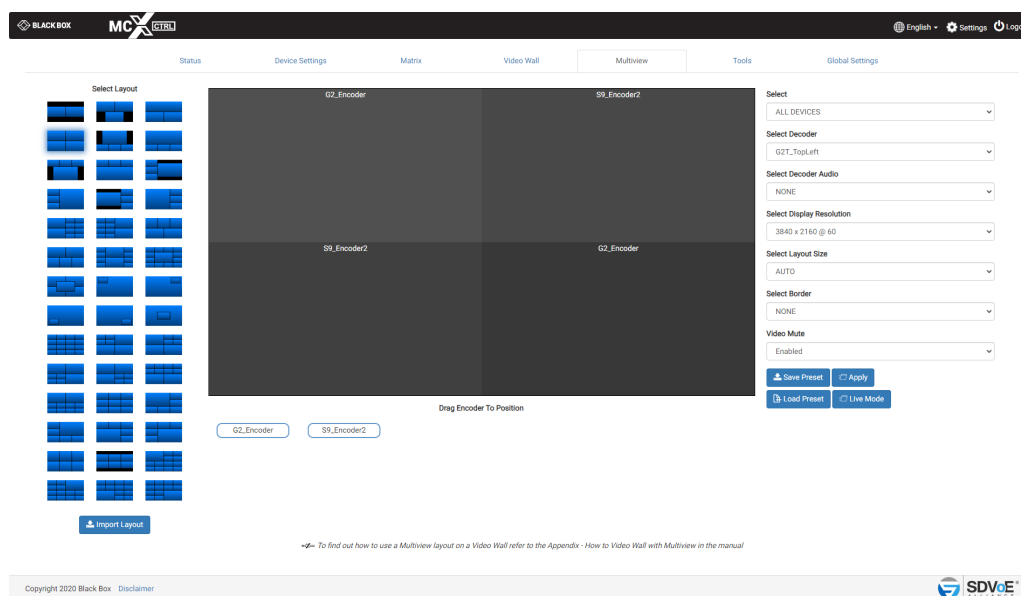 BLACK BOX
MCX CTRL
English
Settings
Logo
Status
Device Settings
Matrix
Video Wall
Multiview
Tools
Global Settings
Select Layout
Import Layout
G2_Encoder
S9_Encoder2
S9_Encoder2
G2_Encoder
Drag Encoder To Position
G2_Encoder
S9_Encoder2
Select
ALL DEVICES
Select Decoder
G2T_TopLeft
Select Decoder Audio
NONE
Select Display Resolution
3840 x 2160 @ 60
Select Layout Size
AUTO
Select Border
NONE
Video Mute
Enabled
Save Preset
Apply
Load Preset
Live Mode
To find out how to use a Multiview layout on a Video Wall refer to the Appendix - How to Video Wall with Multiview in the manual
Copyright 2020 Black Box Disclaimer
SDVoE
ALLIANCE